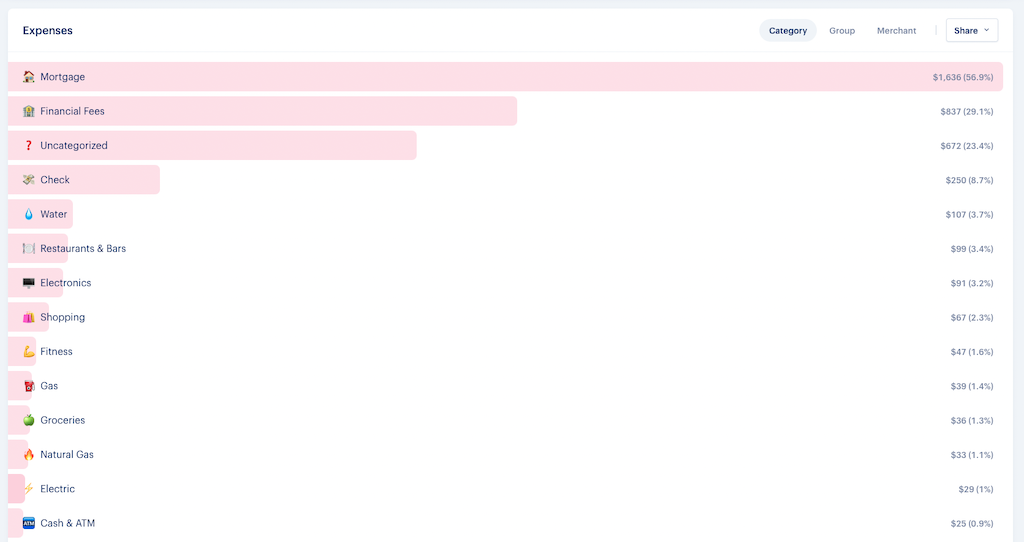 Expenses Category Group Merchant Share
Mortgage $1,636 (56.9%)
Financial Fees $837 (29.1%)
Uncategorized $672 (23.4%)
Check $250 (8.7%)
Water $107 (3.7%)
Restaurants & Bars $99 (3.4%)
Electronics $91 (3.2%)
Shopping $67 (2.3%)
Fitness $47 (1.6%)
Gas $39 (1.4%)
Groceries $36 (1.3%)
Natural Gas $33 (1.1%)
Electric $29 (1%)
ATM Cash & ATM $25 (0.9%)